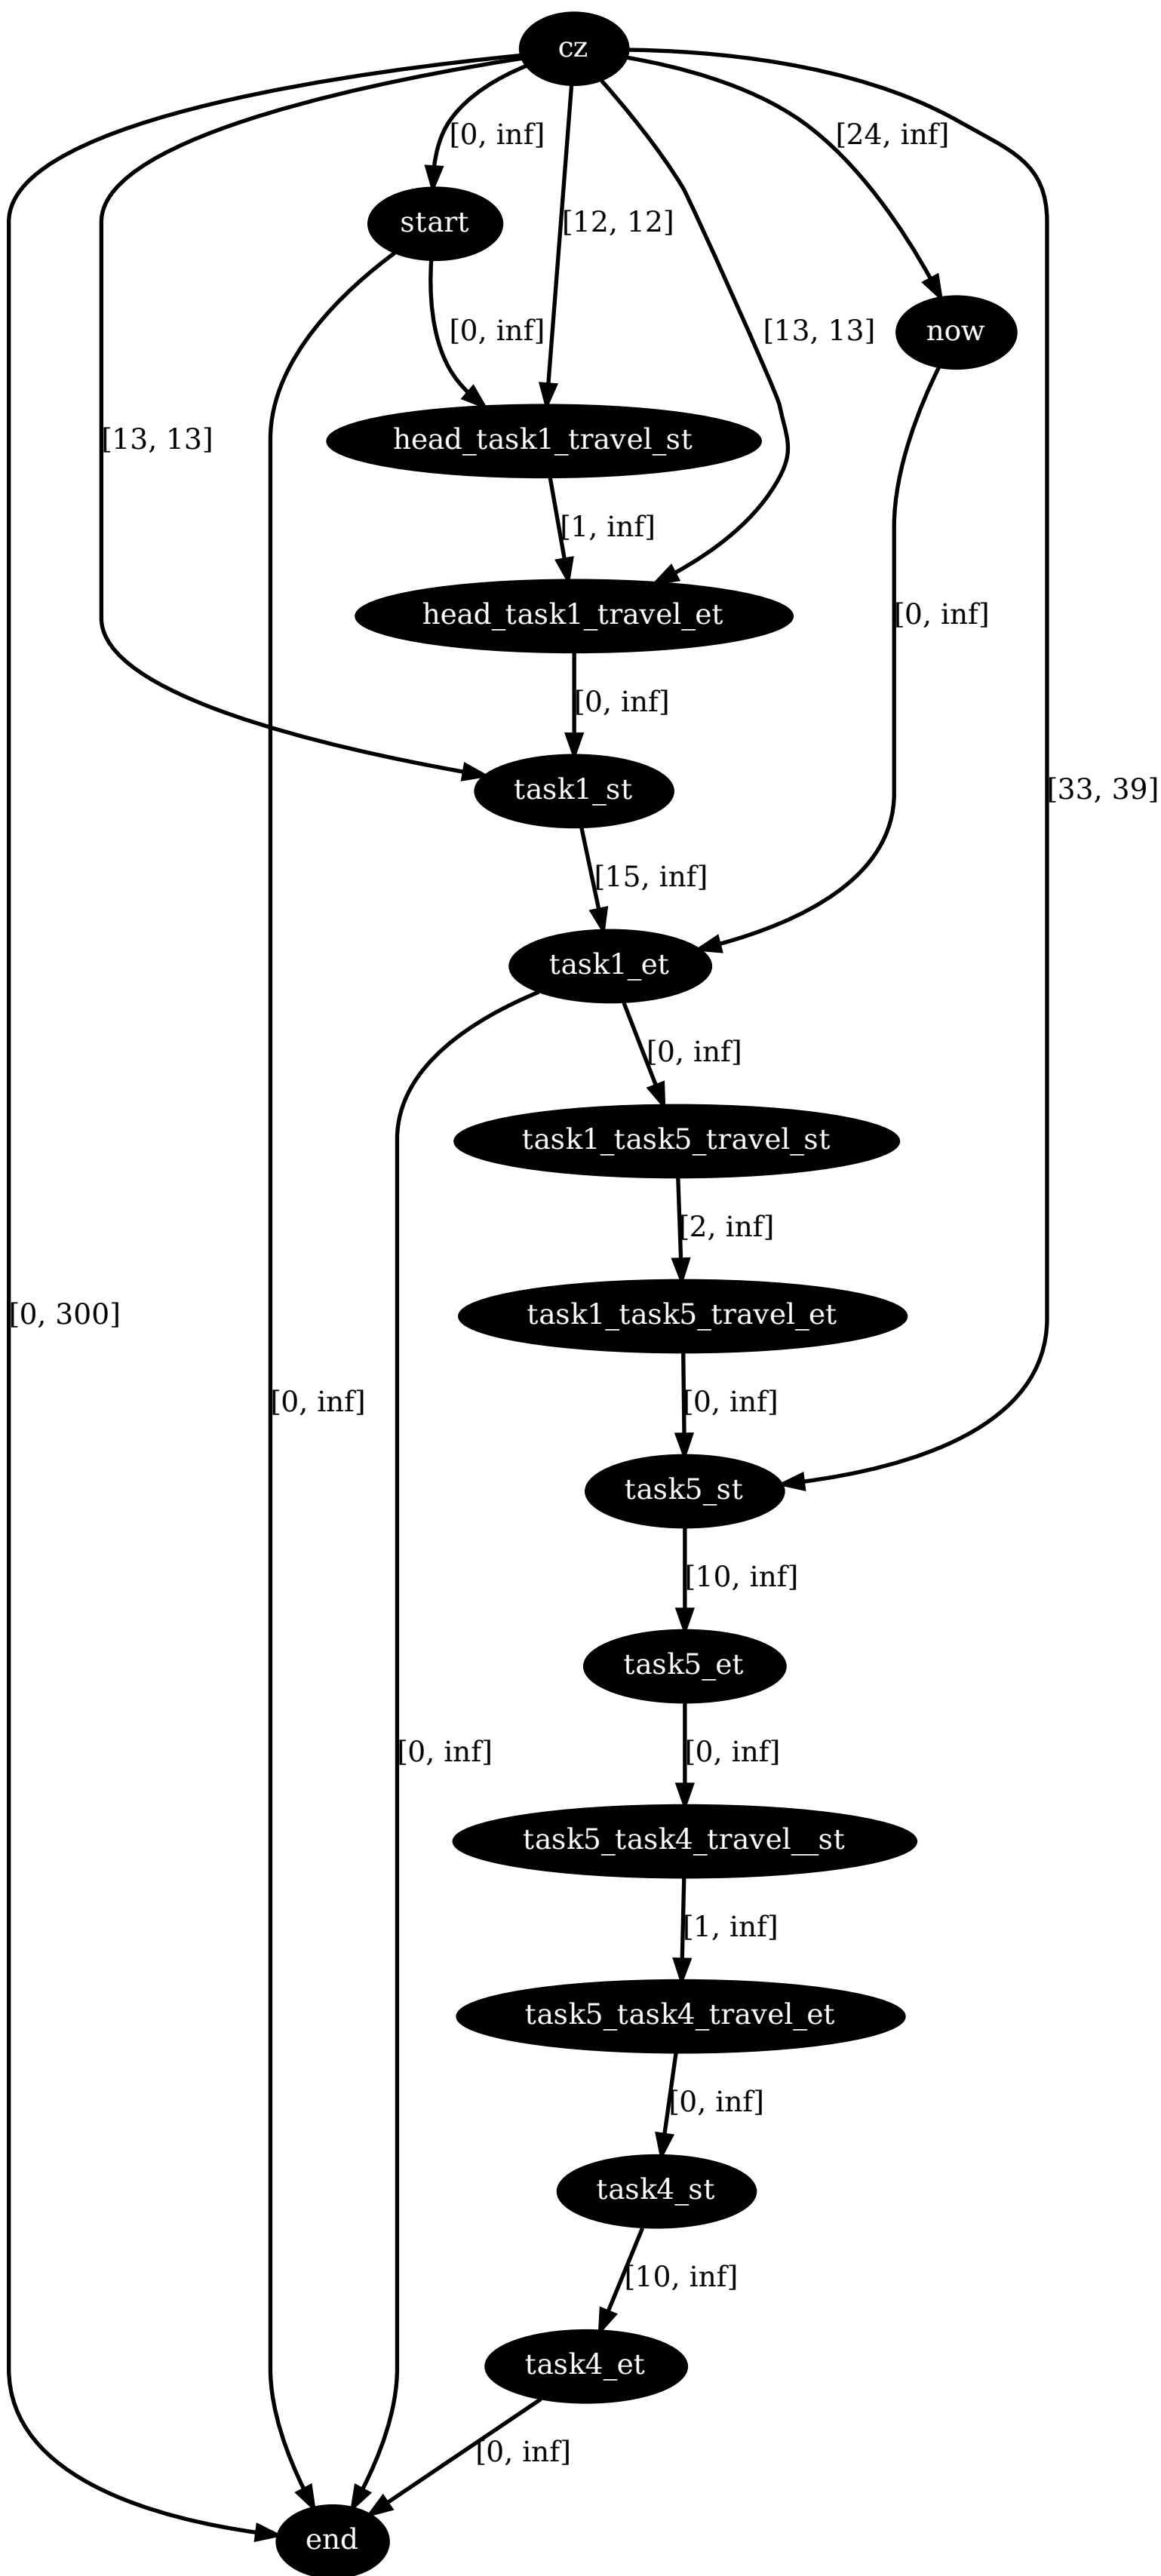 cz
[0, inf]
[24, inf]
start
[12, 12]
[0, inf]
[13, 13]
now
[13, 13]
head_task1_travel_st
[1, inf]
head_task1_travel_et
[0, inf]
[0, inf]
task1_st
[33, 39]
[15, inf]
task1_et
[0, inf]
task1_task5_travel_st
[2, inf]
[0, 300]
task1_task5_travel_et
[0, inf]
[0, inf]
task5_st
[10, inf]
task5_et
[0, inf]
[0, inf]
task5_task4_travel__st
[1, inf]
task5_task4_travel_et
[0, inf]
task4_st
[10, inf]
task4_et
[0, inf]
end